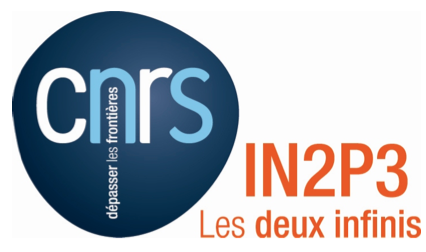 cnrs
dépasser les frontières
IN2P3
Les deux infinis